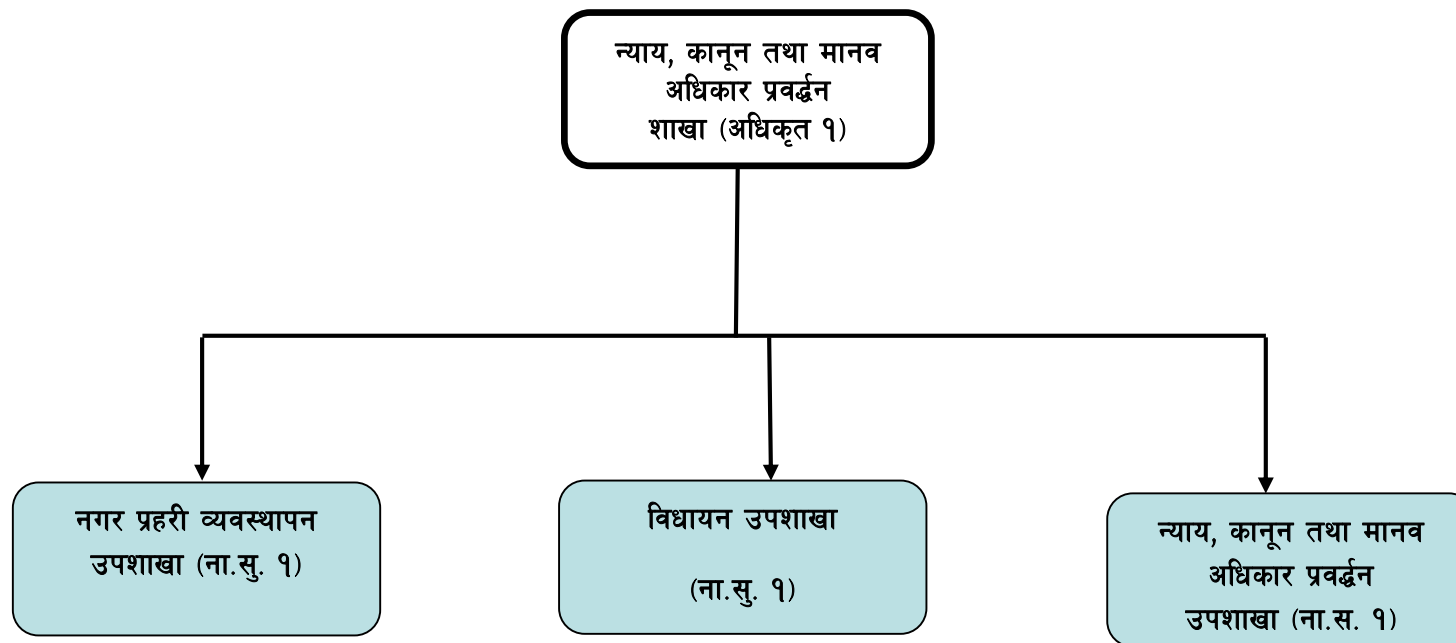 न्याय, कानून तथा मानव
अधिकार प्रवर्द्धन
शाखा (अधिकृत १)
नगर प्रहरी व्यवस्थापन
उपशाखा (ना.सु. १)
विधायन उपशाखा
(ना.सु. १)
न्याय, कानून तथा मानव
अधिकार प्रवर्द्धन
उपशाखा (ना.स. १)